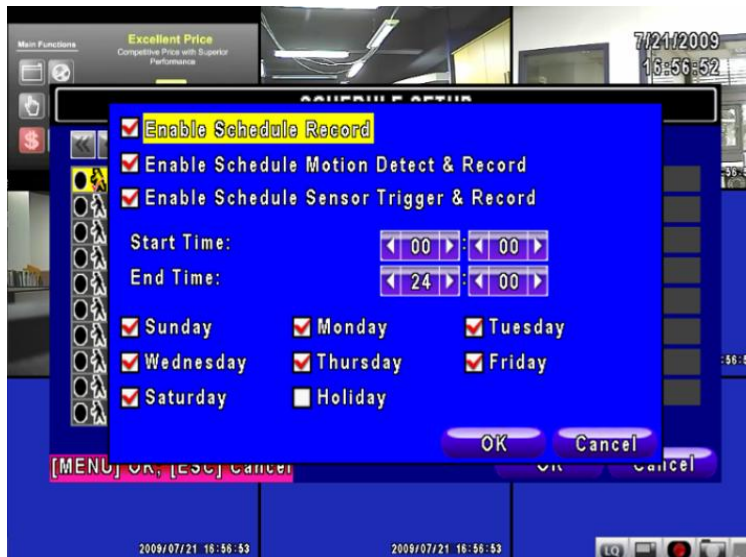 Main Functions
Excellent Price
Competitive Price with Superior
Performance
7/21/2009
16:56:52
SCHEDULE SETUP
Enable Schedule Record
Enable Schedule Motion Detect & Record
Enable Schedule Sensor Trigger & Record
Start Time: 00 : 00
End Time: 24 : 00
Sunday Monday Tuesday
Wednesday Thursday Friday
Saturday Holiday
OK Cancel
[MENU] OK, [ESC] Cancel
OK Cancel
2009/07/21 16:56:53
2009/07/21 16:56:53
LQ